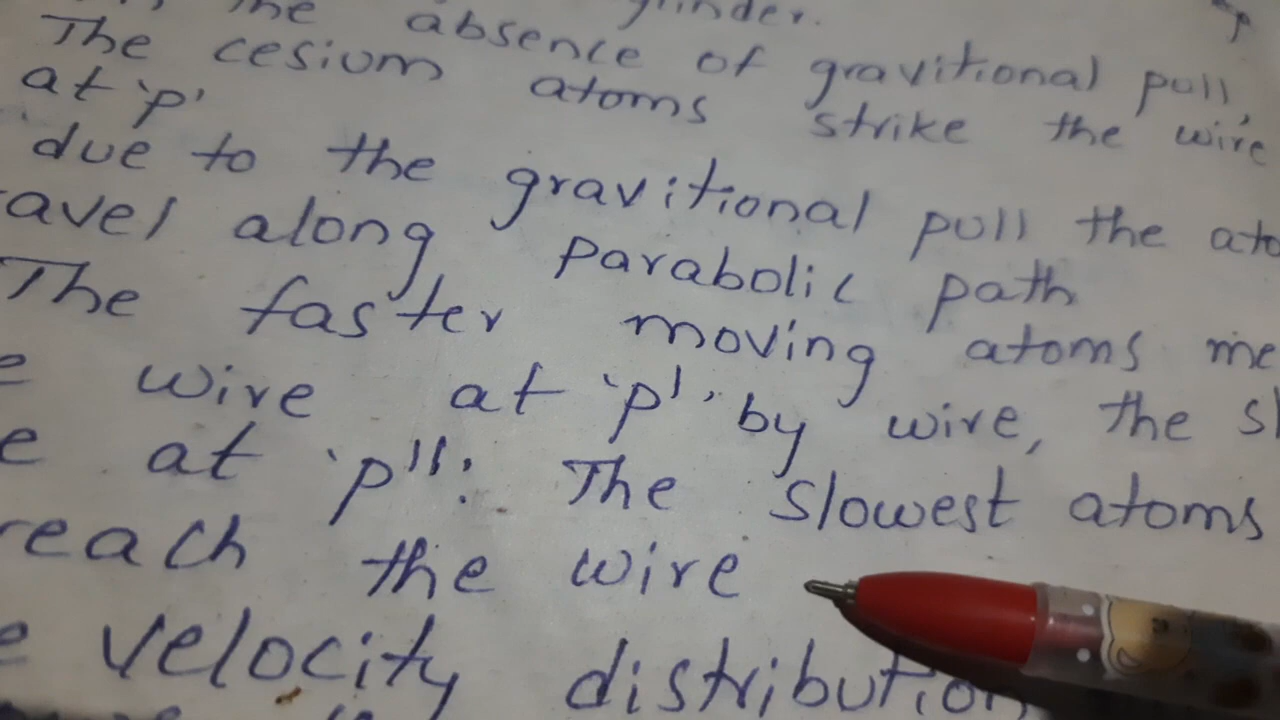 the absence of gravitional pull,
The cesium atoms strike the wire
at 'p'
due to the gravitional pull the
along parabolic path
The faster moving atoms
wire at 'p'' by wire, the
at 'p'': The slowest atoms
reach the wire
velocity distribution